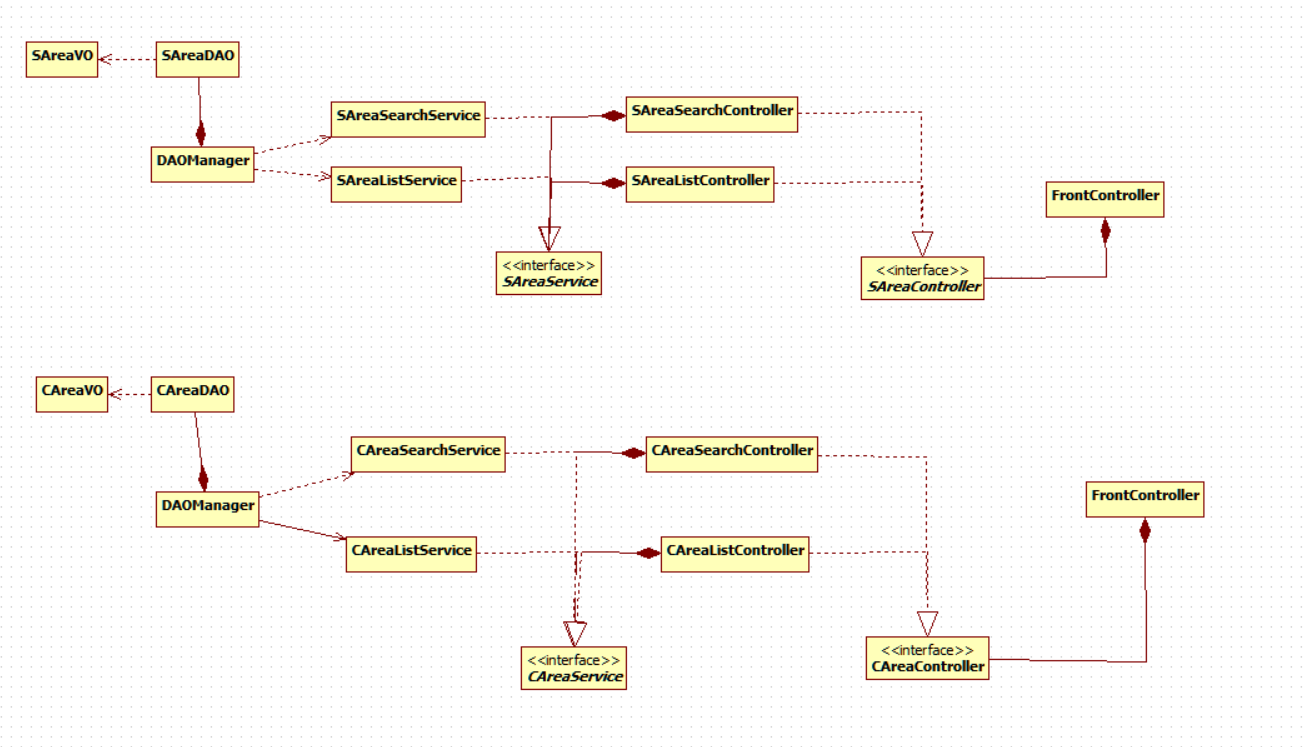 SAreaVO
SAreaDAO
SAreaSearchService
SAreaSearchController
DAOManager
SAreaListService
SAreaListController
FrontController
<<interface>>
SAreaService
<<interface>>
SAreaController
CAreaVO
CAreaDAO
CAreaSearchService
CAreaSearchController
DAOManager
FrontController
CAreaListService
CAreaListController
<<interface>>
CAreaService
<<interface>>
CAreaController